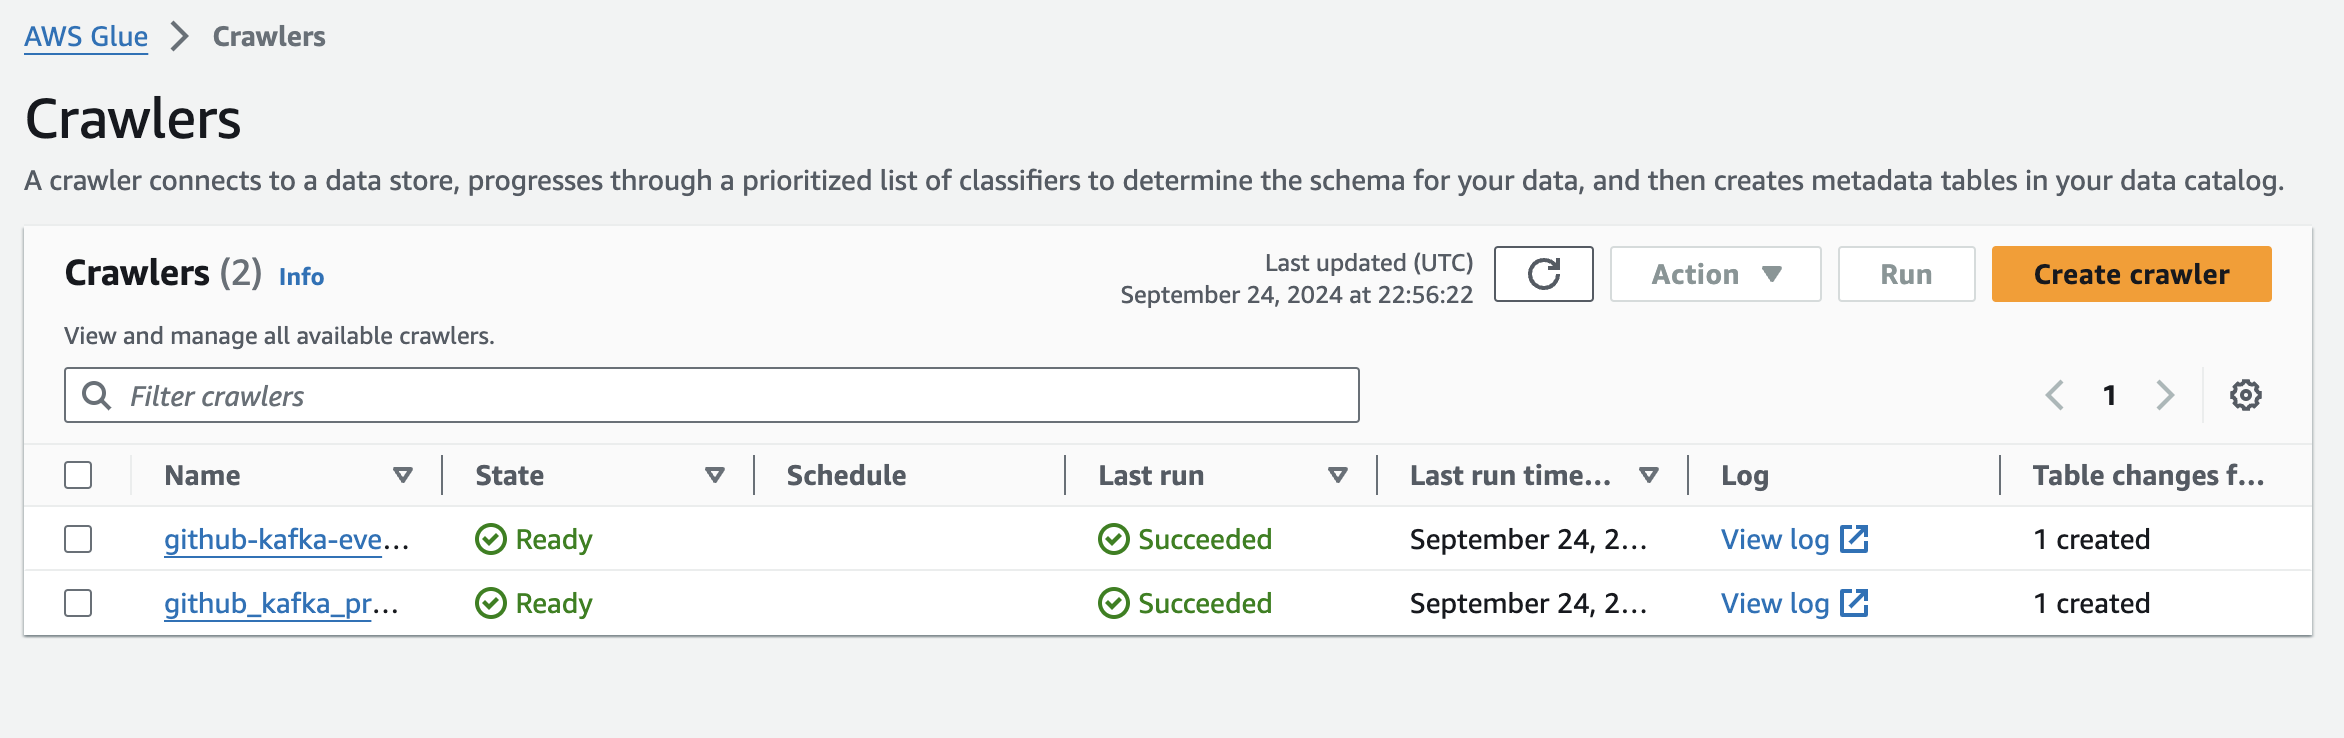 AWS Glue > Crawlers
Crawlers
A crawler connects to a data store, progresses through a prioritized list of classifiers to determine the schema for your data, and then creates metadata tables in your data catalog.
Crawlers (2) Info
Last updated (UTC)
September 24, 2024 at 22:56:22
Action
Run
Create crawler
View and manage all available crawlers.
Filter crawlers
1
Name State Schedule Last run Last run time... Log Table changes f...
github-kafka-eve... Ready Succeeded September 24, 2... View log 1 created
github_kafka_pr... Ready Succeeded September 24, 2... View log 1 created